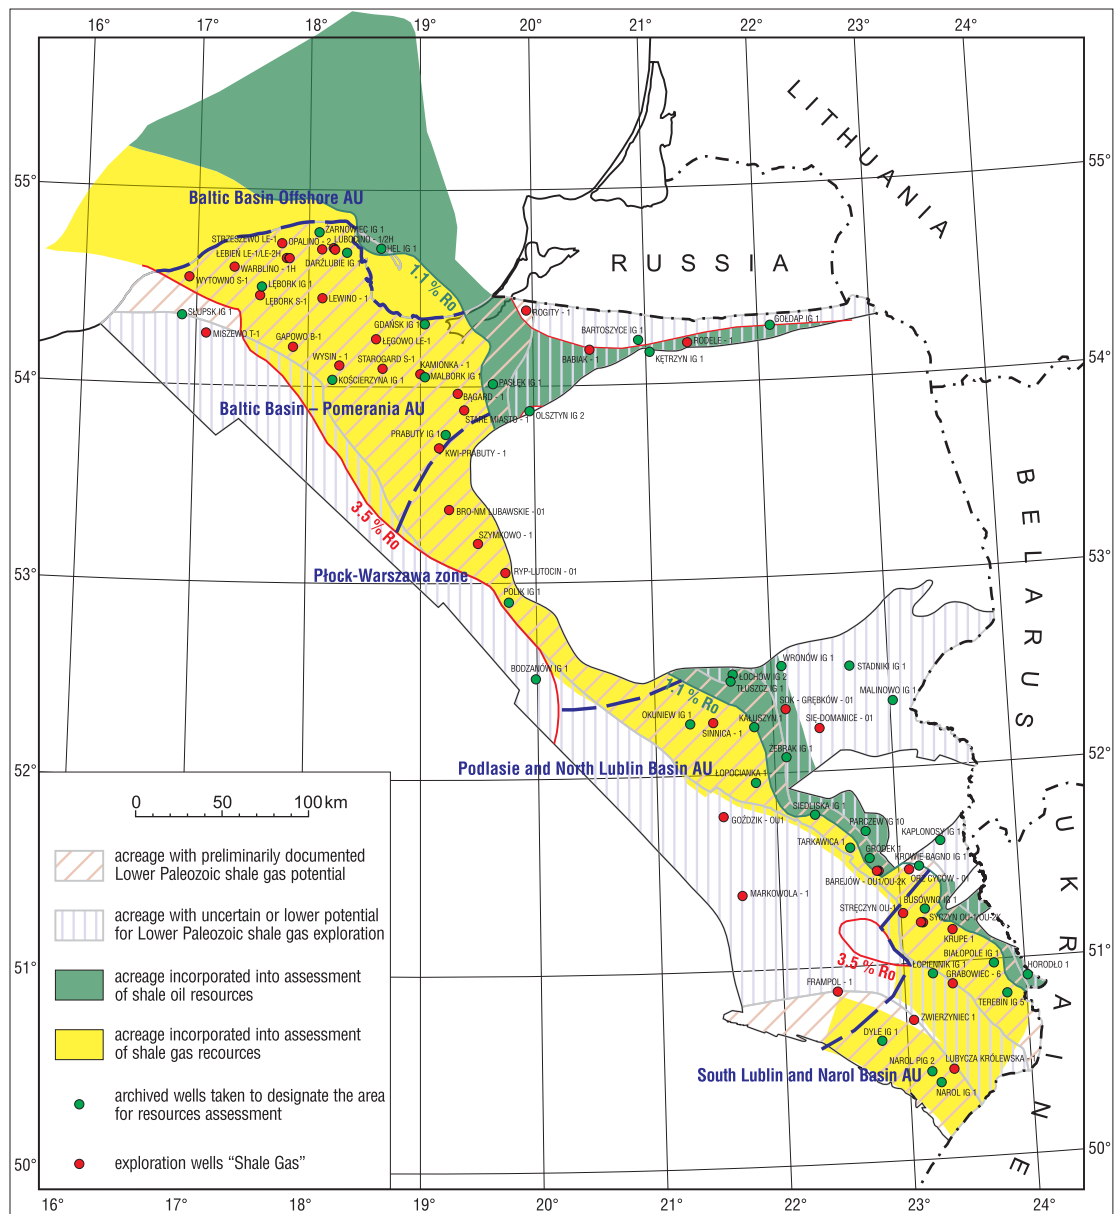 16°
17°
18°
19°
20°
21°
22°
23°
24°
LITHUANIA
55°
55°
Baltic Basin Offshore AU
ŻARNOWIEC IG 1
STRZESZEWO LE-1
OPALINO - 2
LUBOCINO - 1/2H
HEL IG 1
ŁEBIEŃ LE-1/LE-2H
DARŻLUBIE IG 1
WARBLINO - 1H
WYTOWNO S-1
LĘBORK IG 1
LĘBORK S-1
LEWINO - 1
1.1 % Ro
RUSSIA
SŁUPSK IG 1
MISZEWO T-1
GDAŃSK IG 1
ROGITY - 1
GOŁDAP IG 1
BARTOSZYCE IG 1
GAPOWO B-1
ŁĘGOWO LE-1
RODELE - 1
BABIAK - 1
KĘTRZYN IG 1
54°
54°
WYSIN - 1
STAROGARD S-1
KAMIONKA - 1
KOŚCIERZYNA IG 1
MALBORK IG 1
PASŁĘK IG 1
BĄGARD - 1
Baltic Basin – Pomerania AU
STARE MIASTO - 1
OLSZTYN IG 2
PRABUTY IG 1
KWI-PRABUTY - 1
BELARUS
3.5 % Ro
BRO-NM LUBAWSKIE - 01
SZYMKOWO - 1
53°
53°
Płock-Warszawa zone
RYP-LUTOCIN - 01
POLIK IG 1
BODZANÓW IG 1
WRONÓW IG 1
STADNIKI IG 1
ŁOCHÓW IG 2
TŁUSZCZ IG 1
MALINOWO IG 1
1.1 % Ro
SOK - GRĘBKÓW - 01
OKUNIEW IG 1
KAŁUSZYN 1
SIĘ-DOMANICE - 01
SINNICA - 1
ŻEBRAK IG 1
52°
52°
Podlasie and North Lublin Basin AU
ŁOPOCIANKA 1
SIEDLISKA IG 1
GOŹDZIK - OU1
PARCZEW IG 10
KAPLONOSY IG 1
TARKAWICA 1
GRODEK 1
KROWIE BAGNO IG 1
BAREJÓW - OU1/OU-2K
ORZ CYCÓW - 01
MARKOWOLA - 1
BUSÓWNO IG 1
STRĘCZYN OU-1
SYCZYN OU-1/OU-2K
KRUPE 1
UKRAINE
BIAŁOPOLE IG 1
51°
51°
3.5 % Ro
ŁOPIENNIK IG 1
HORODŁO 1
GRABOWIEC - 6
FRAMPOL - 1
TEREBIN IG 5
ZWIERZYNIEC 1
DYLE IG 1
NAROL PIG 2
LUBYCZA KRÓLEWSKA - 1
South Lublin and Narol Basin AU
NAROL IG 1
0 50 100 km
acreage with preliminarily documented
Lower Paleozoic shale gas potential
acreage with uncertain or lower potential
for Lower Paleozoic shale gas exploration
acreage incorporated into assessment
of shale oil resources
acreage incorporated into assessment
of shale gas recources
archived wells taken to designate the area
for resources assessment
exploration wells “Shale Gas”
50°
50°
16°
17°
18°
19°
20°
21°
22°
23°
24°